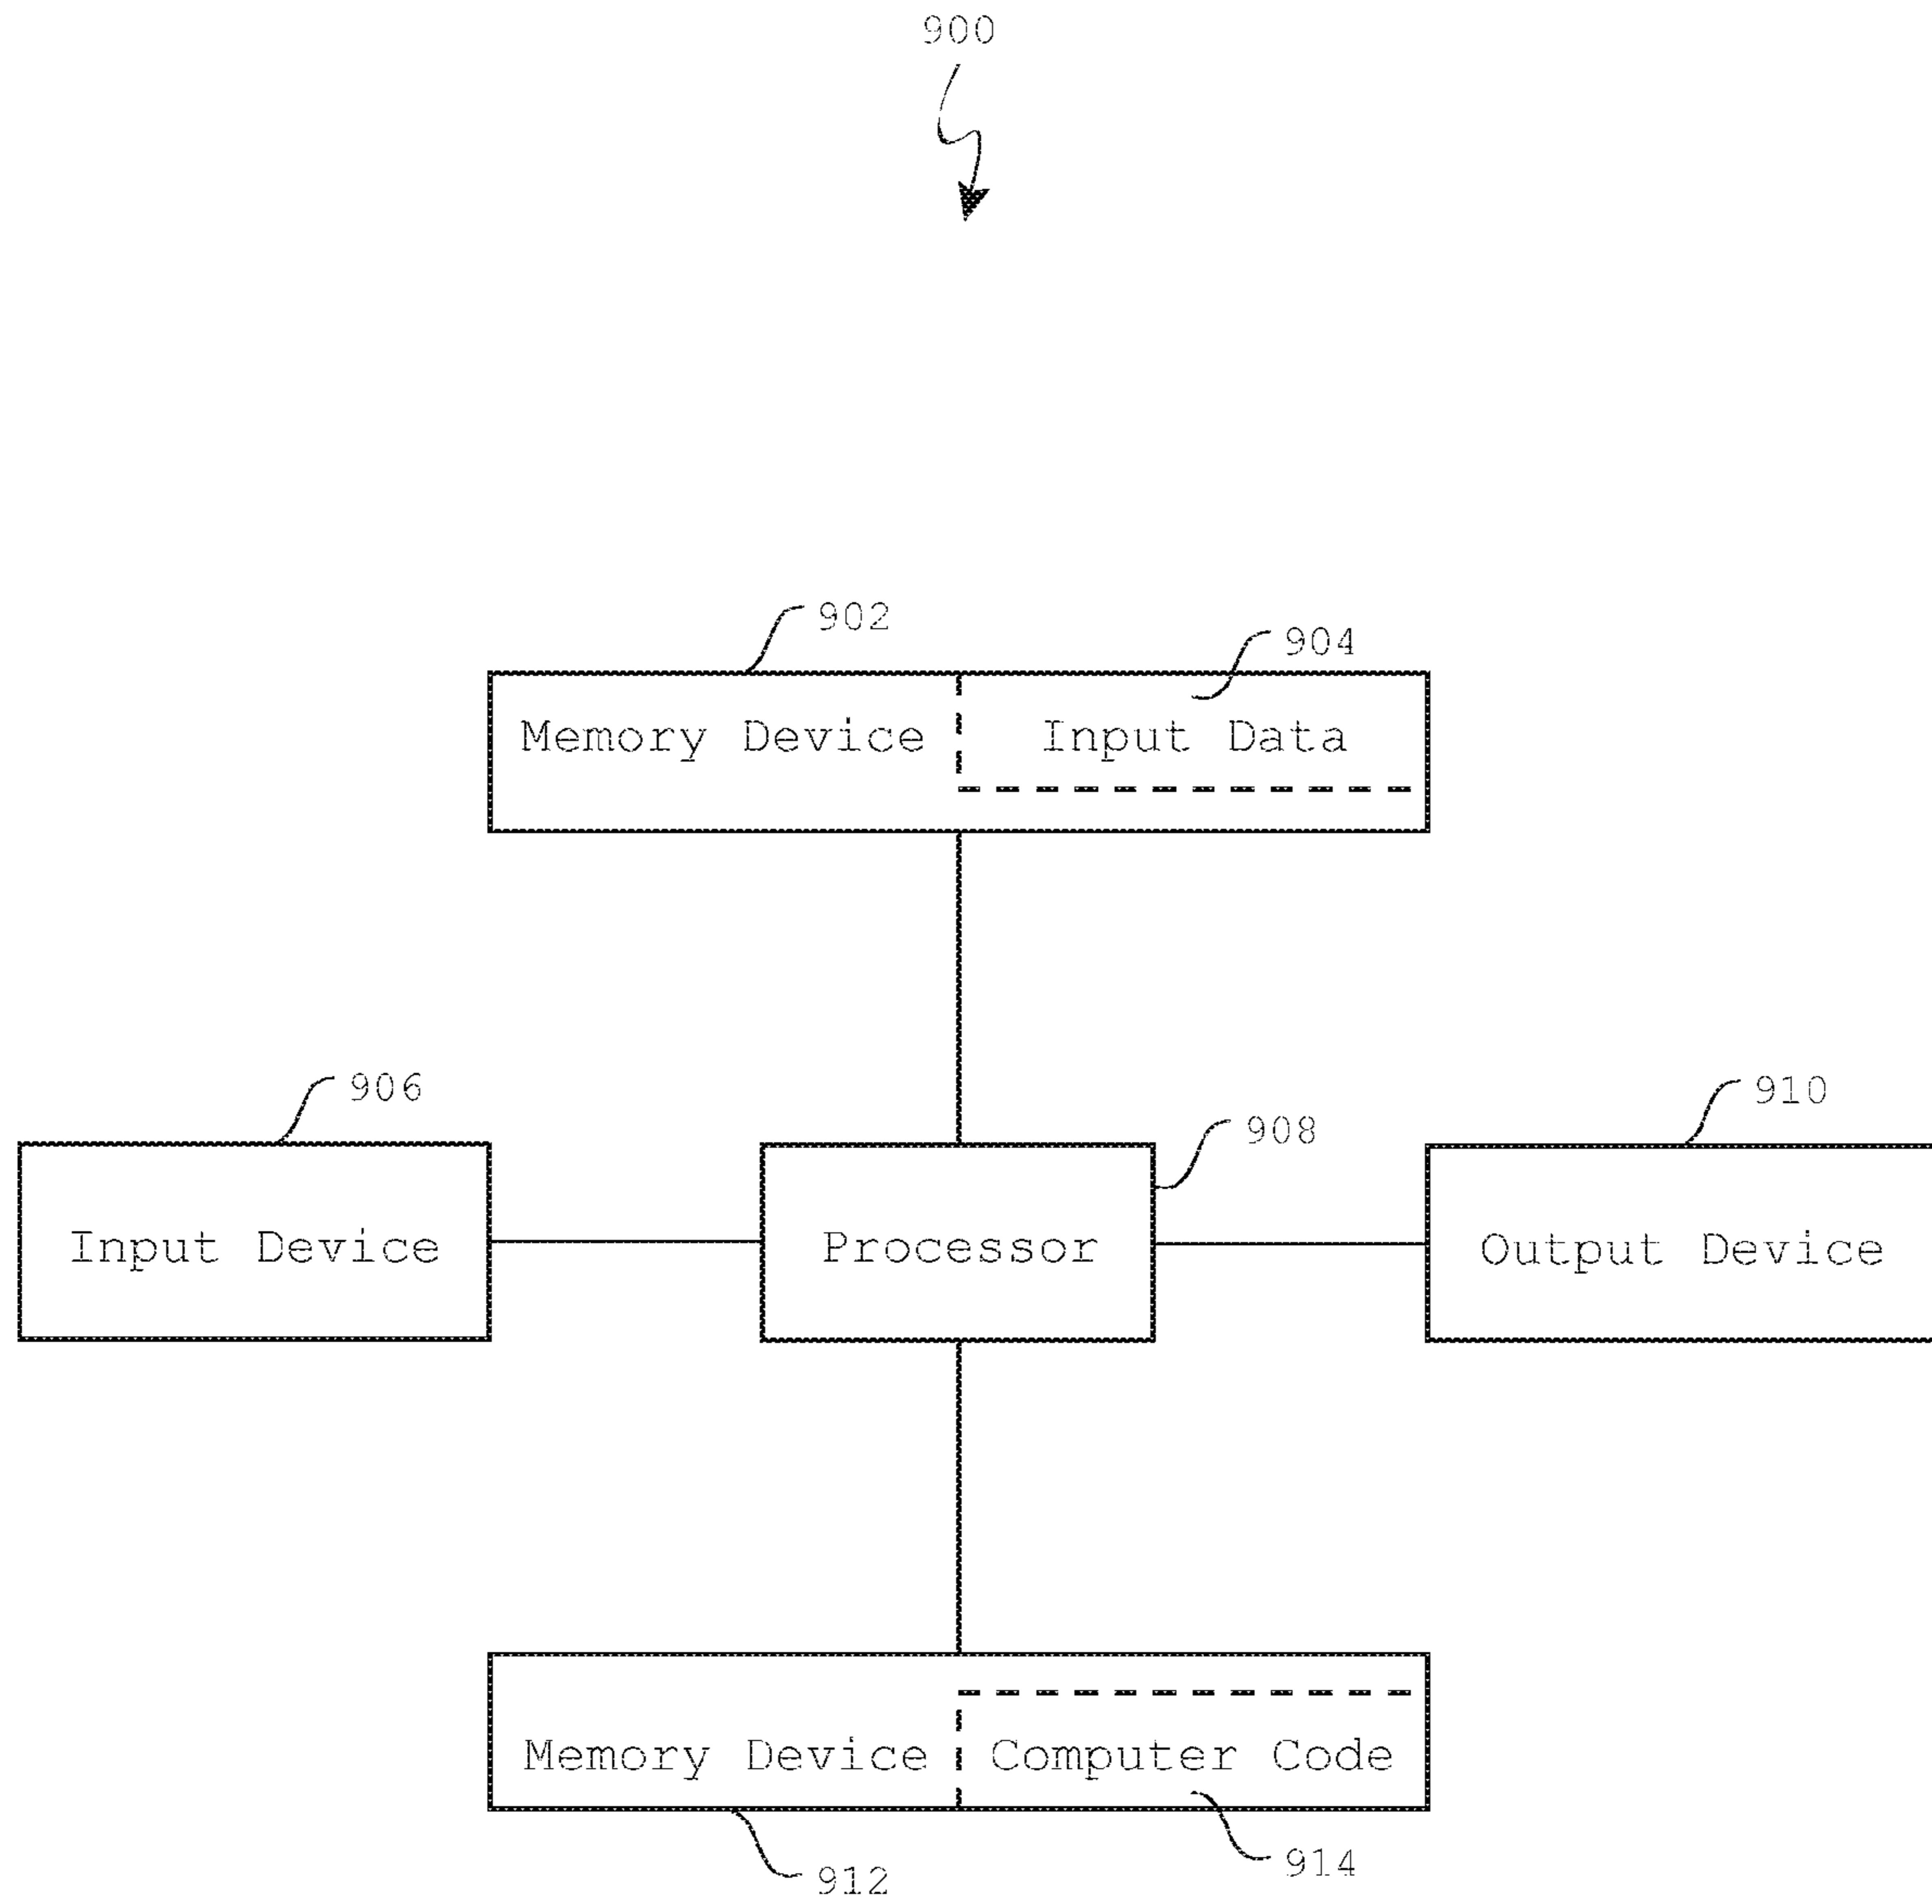 900
902
904
Memory Device
Input Data
906
908
910
Input Device
Processor
Output Device
Memory Device
Computer Code
912
914